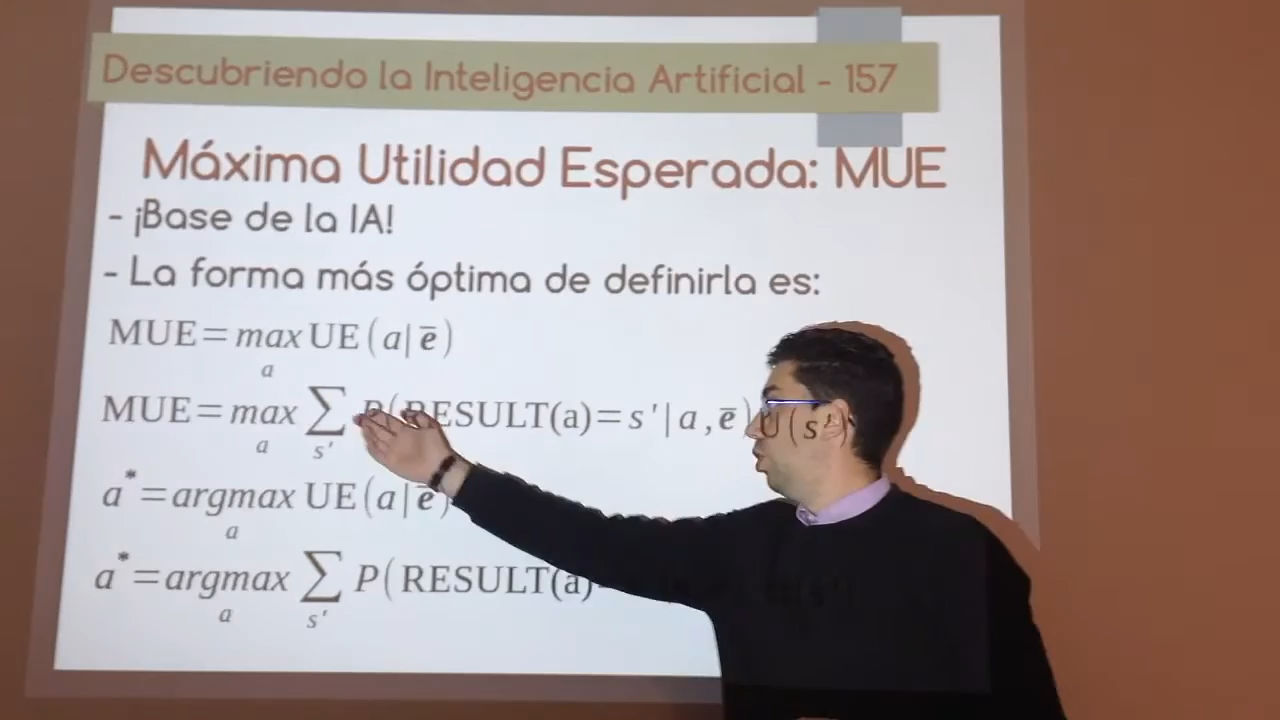 Descubriendo la Inteligencia Artificial - 157
Máxima Utilidad Esperada: MUE
- ¡Base de la IA!
- La forma más óptima de definirla es:
MUE=max UE(a|ē)
a
MUE=max ∑ P(RESULT(a)=s'|a,ē)U(s')
a s'
a*=argmax UE(a|ē)
a
a*=argmax ∑ P(RESULT(a)
a s'